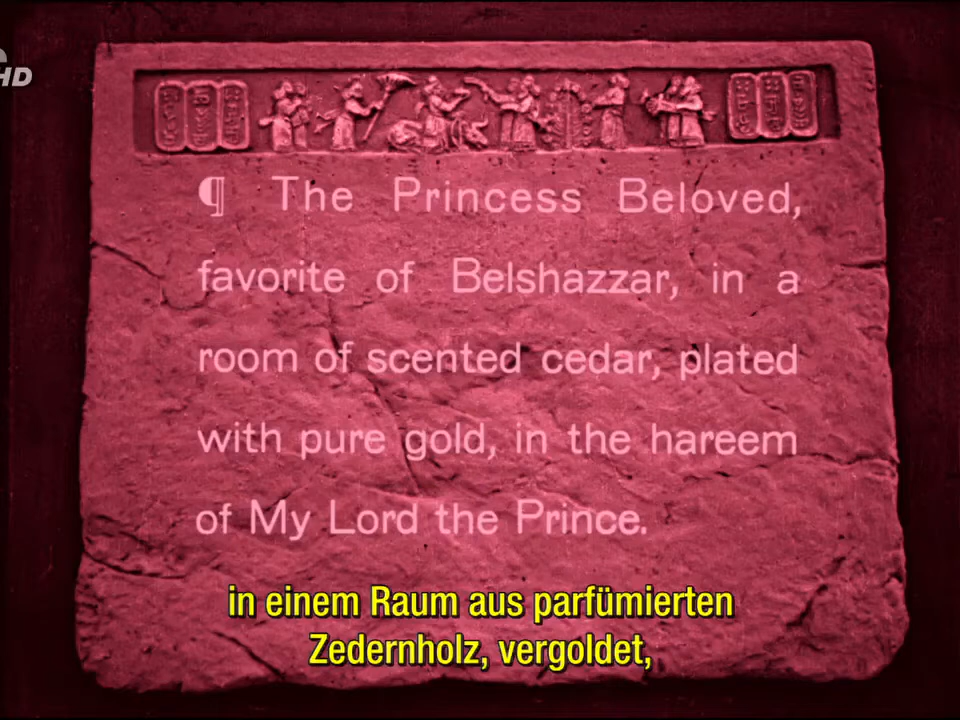 HD
¶ The Princess Beloved,
favorite of Belshazzar, in a
room of scented cedar, plated
with pure gold, in the hareem
of My Lord the Prince.
in einem Raum aus parfümierten
Zedernholz, vergoldet,